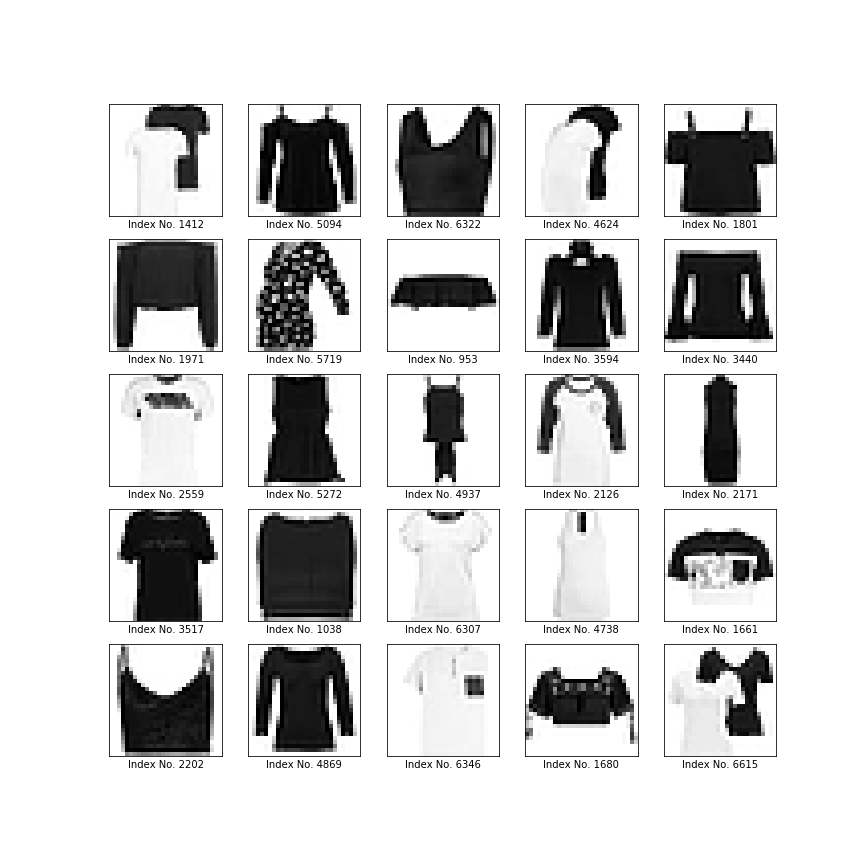 Index No. 1412
Index No. 5094
Index No. 6322
Index No. 4624
Index No. 1801
Index No. 1971
Index No. 5719
Index No. 953
Index No. 3594
Index No. 3440
Index No. 2559
Index No. 5272
Index No. 4937
Index No. 2126
Index No. 2171
Index No. 3517
Index No. 1038
Index No. 6307
Index No. 4738
Index No. 1661
Index No. 2202
Index No. 4869
Index No. 6346
Index No. 1680
Index No. 6615